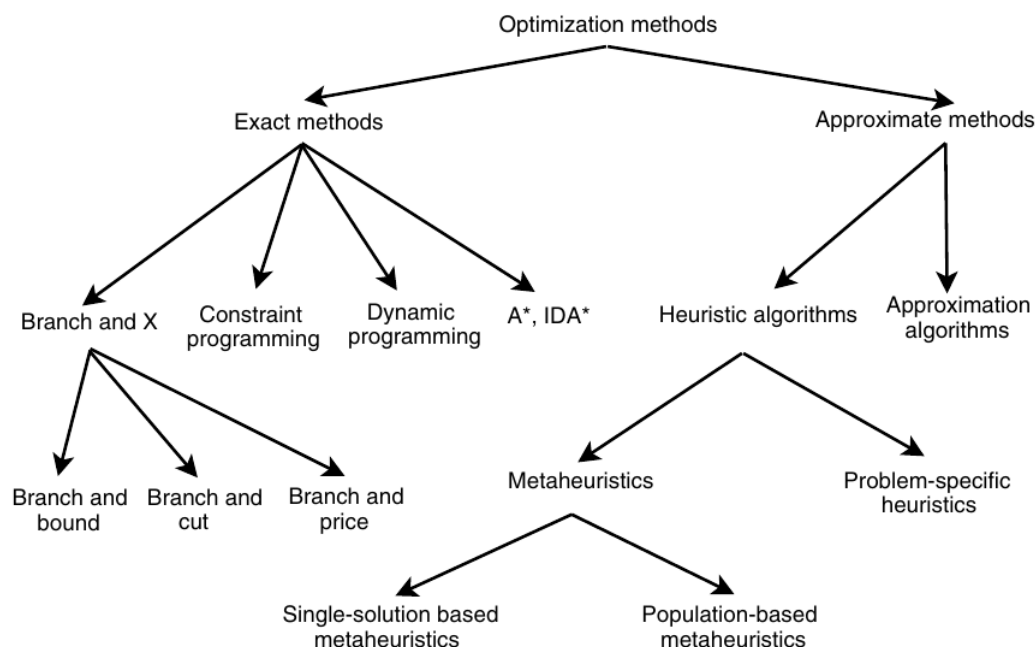 Optimization methods
Exact methods
Approximate methods
Branch and X
Constraint
programming
Dynamic
programming
A*, IDA*
Heuristic algorithms
Approximation
algorithms
Branch and
bound
Branch and
cut
Branch and
price
Metaheuristics
Problem-specific
heuristics
Single-solution based
metaheuristics
Population-based
metaheuristics